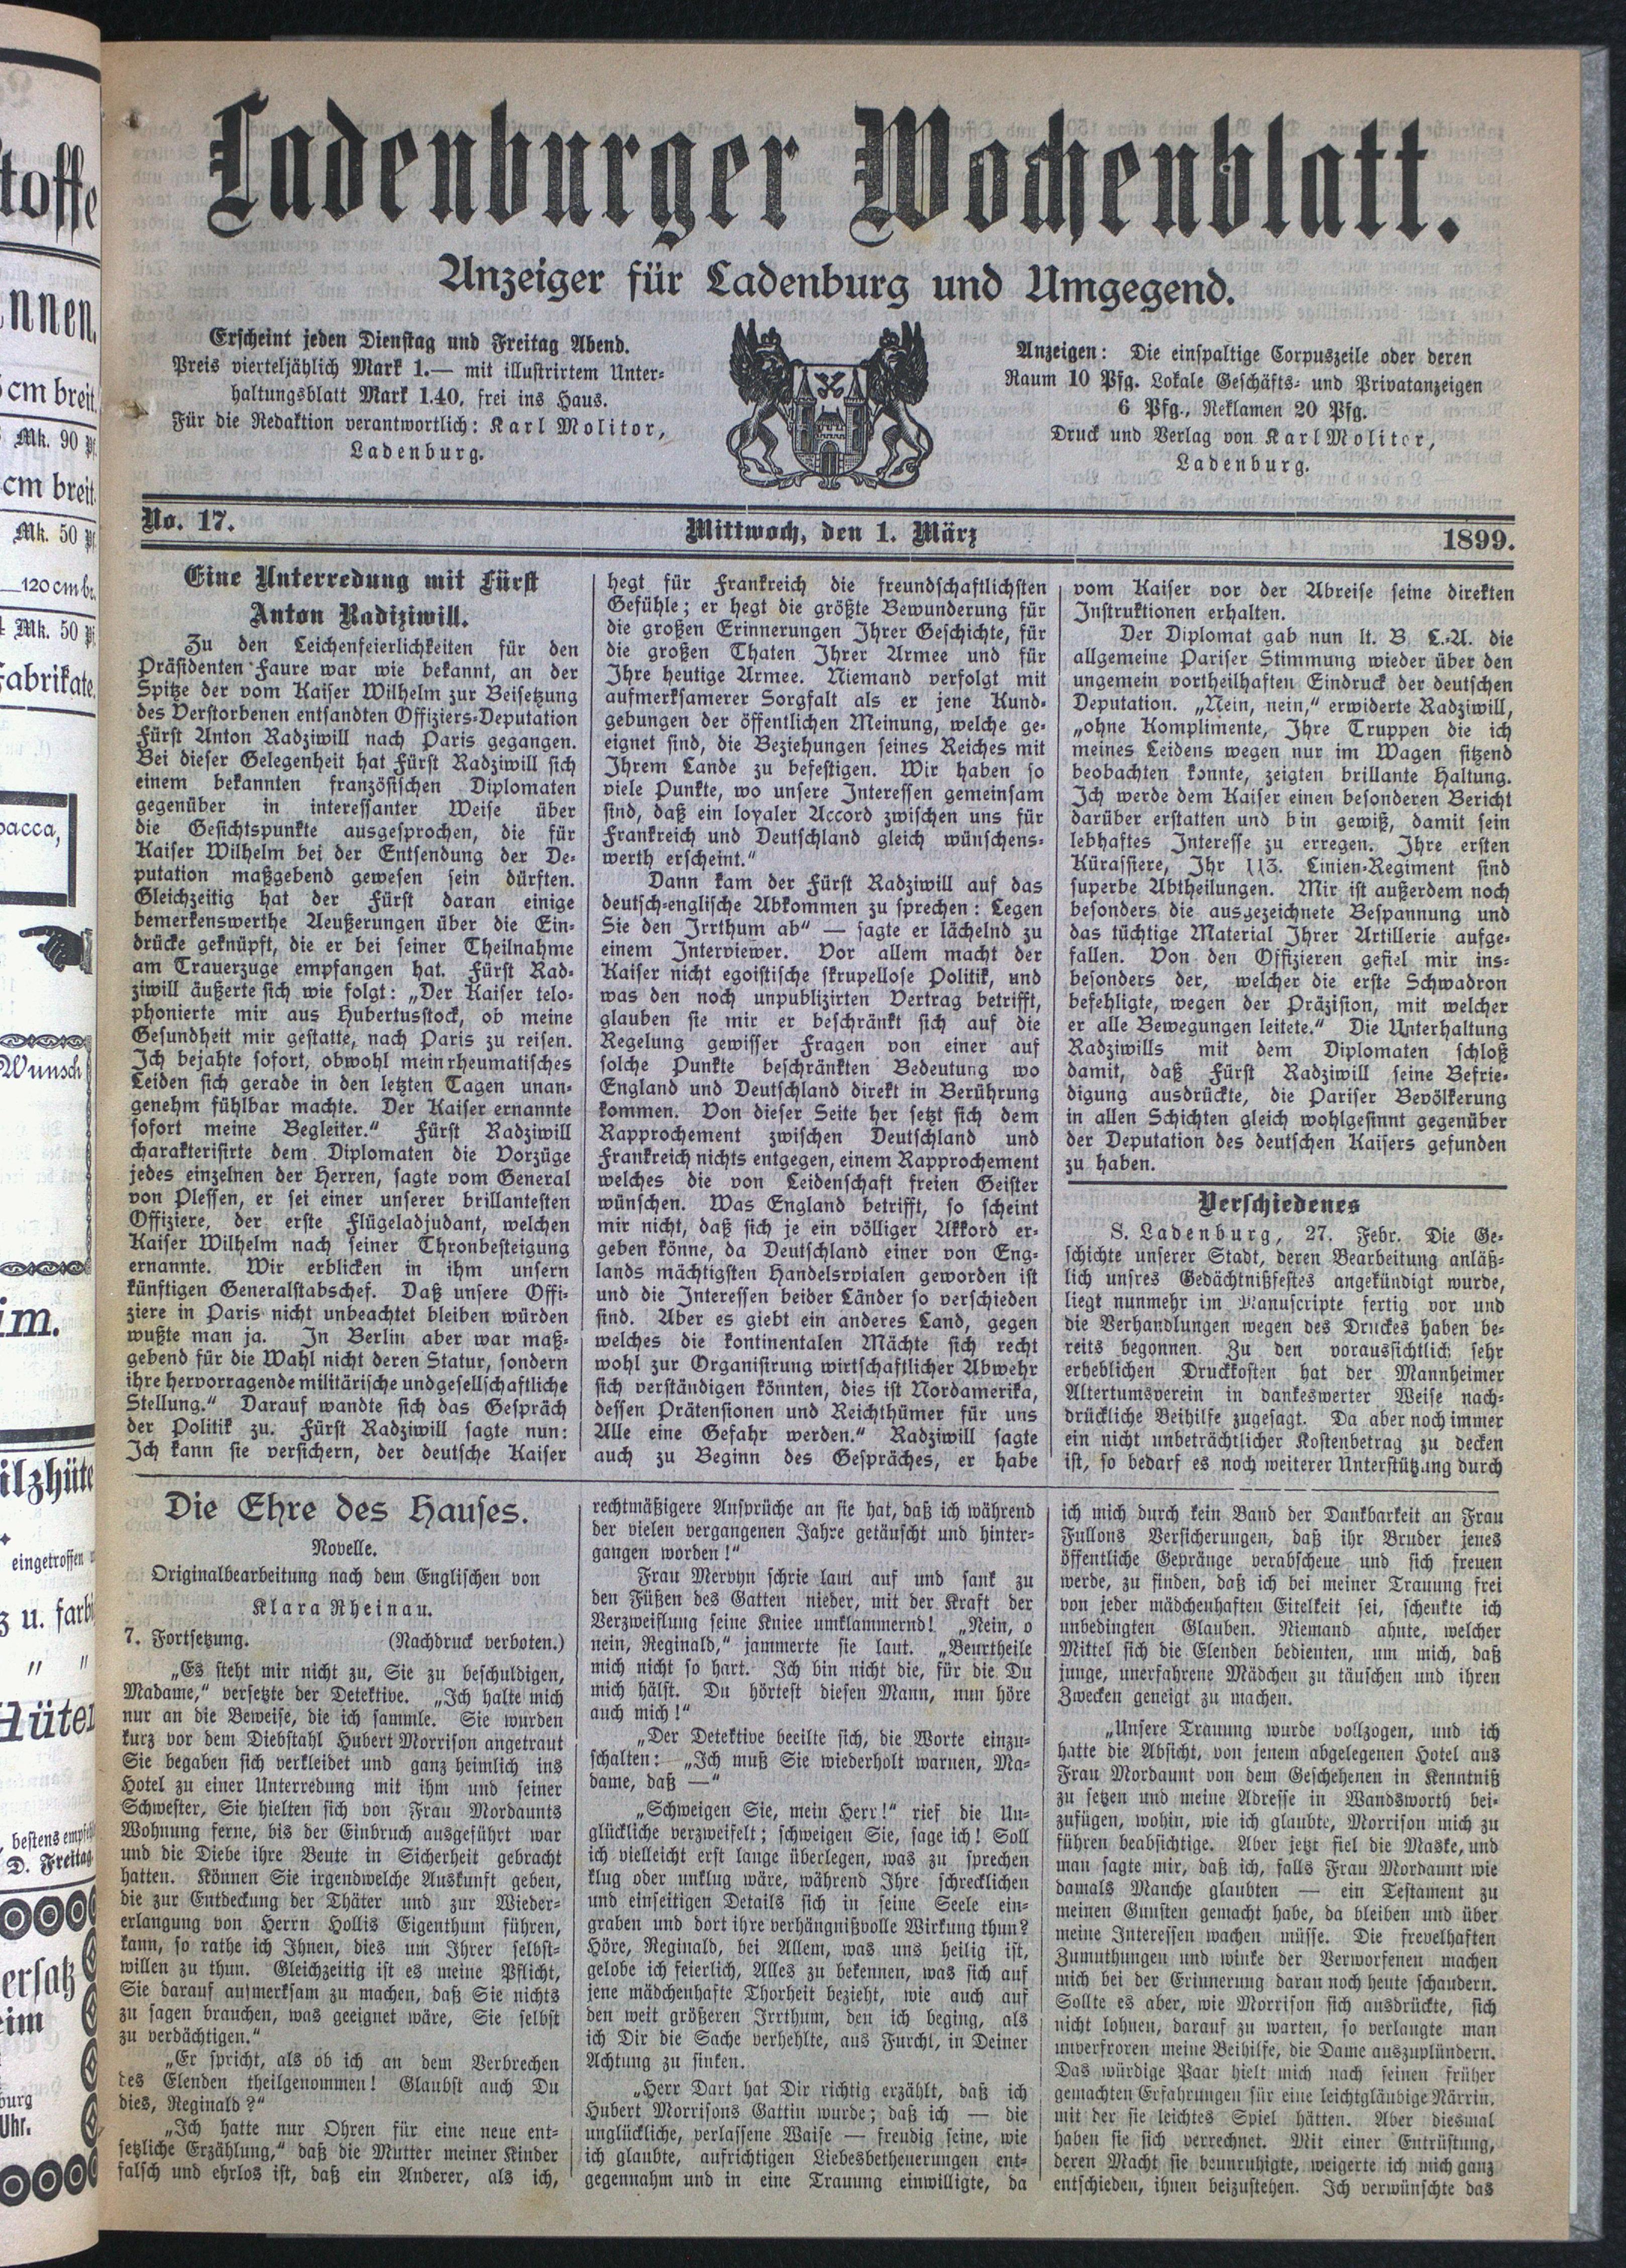 Ladenburger Wochenblatt.
Anzeiger für Ladenburg und Umgegend.
Erscheint jeden Dienstag und Freitag Abend.
Preis vierteljählich Mark 1.— mit illustrirtem Unter-
haltungsblatt Mark 1.40, frei ins Haus.
Für die Redaktion verantwortlich: Karl Molitor,
Ladenburg.
Anzeigen: Die einspaltige Corpuszeile oder deren
Raum 10 Pfg. Lokale Geschäfts- und Privatanzeigen
6 Pfg., Reklamen 20 Pfg.
Druck und Verlag von Karl Molitor,
Ladenburg.
No. 17.
Mittwoch, den 1. März
1899.
Eine Unterredung mit Fürst
Anton Radiziwill.
Zu den Leichenfeierlichkeiten für den
Präsidenten Faure war wie bekannt, an der
Spitze der vom Kaiser Wilhelm zur Beisetzung
des Verstorbenen entsandten Offiziers-Deputation
Fürst Anton Radziwill nach Paris gegangen.
Bei dieser Gelegenheit hat Fürst Radziwill sich
einem bekannten französischen Diplomaten
gegenüber in interessanter Weise über
die Gesichtspunkte ausgesprochen, die für
Kaiser Wilhelm bei der Entsendung der De-
putation maßgebend gewesen sein dürften.
Gleichzeitig hat der Fürst daran einige
bemerkenswerthe Aeußerungen über die Ein-
drücke geknüpft, die er bei seiner Theilnahme
am Trauerzuge empfangen hat. Fürst Rad-
ziwill äußerte sich wie folgt: „Der Kaiser telo-
phonierte mir aus Hubertusstock, ob meine
Gesundheit mir gestatte, nach Paris zu reisen.
Ich bejahte sofort, obwohl mein rheumatisches
Leiden sich gerade in den letzten Tagen unan-
genehm fühlbar machte. Der Kaiser ernannte
sofort meine Begleiter.“ Fürst Radziwill
charakterisirte dem Diplomaten die Vorzüge
jedes einzelnen der Herren, sagte vom General
von Plessen, er sei einer unserer brillantesten
Offiziere, der erste Flügeladjudant, welchen
Kaiser Wilhelm nach seiner Thronbesteigung
ernannte. Wir erblicken in ihm unsern
künftigen Generalstabschef. Daß unsere Offi-
ziere in Paris nicht unbeachtet bleiben würden
wußte man ja. In Berlin aber war maß-
gebend für die Wahl nicht deren Statur, sondern
ihre hervorragende militärische und gesellschaftliche
Stellung.“ Darauf wandte sich das Gespräch
der Politik zu. Fürst Radziwill sagte nun:
Ich kann sie versichern, der deutsche Kaiser
hegt für Frankreich die freundschaftlichsten
Gefühle; er hegt die größte Bewunderung für
die großen Erinnerungen Ihrer Geschichte, für
die großen Thaten Ihrer Armee und für
Ihre heutige Armee. Niemand verfolgt mit
aufmerksamerer Sorgfalt als er jene Kund-
gebungen der öffentlichen Meinung, welche ge-
eignet sind, die Beziehungen seines Reiches mit
Ihrem Lande zu befestigen. Wir haben so
viele Punkte, wo unsere Interessen gemeinsam
sind, daß ein loyaler Accord zwischen uns für
Frankreich und Deutschland gleich wünschens-
werth erscheint.“
Dann kam der Fürst Radziwill auf das
deutsch-englische Abkommen zu sprechen: Legen
Sie den Irrthum ab“ — sagte er lächelnd zu
einem Interviewer. Vor allem macht der
Kaiser nicht egoistische skrupellose Politik, und
was den noch unpublizirten Vertrag betrifft,
glauben sie mir er beschränkt sich auf die
Regelung gewisser Fragen von einer auf
solche Punkte beschränkten Bedeutung wo
England und Deutschland direkt in Berührung
kommen. Von dieser Seite her setzt sich dem
Rapprochement zwischen Deutschland und
Frankreich nichts entgegen, einem Rapprochement
welches die von Leidenschaft freien Geister
wünschen. Was England betrifft, so scheint
mir nicht, daß sich je ein völliger Akkord er-
geben könne, da Deutschland einer von Eng-
lands mächtigsten Handelsrvialen geworden ist
und die Interessen beider Länder so verschieden
sind. Aber es giebt ein anderes Land, gegen
welches die kontinentalen Mächte sich recht
wohl zur Organisirung wirtschaftlicher Abwehr
sich verständigen könnten, dies ist Nordamerika,
dessen Prätensionen und Reichthümer für uns
Alle eine Gefahr werden.“ Radziwill sagte
auch zu Beginn des Gespräches, er habe
vom Kaiser vor der Abreise seine direkten
Instruktionen erhalten.
Der Diplomat gab nun lt. B L.-A. die
allgemeine Pariser Stimmung wieder über den
ungemein vortheilhaften Eindruck der deutschen
Deputation. „Nein, nein,“ erwiderte Radziwill,
„ohne Komplimente, Ihre Truppen die ich
meines Leidens wegen nur im Wagen sitzend
beobachten konnte, zeigten brillante Haltung.
Ich werde dem Kaiser einen besonderen Bericht
darüber erstatten und bin gewiß, damit sein
lebhaftes Interesse zu erregen. Ihre ersten
Kürassiere, Ihr 113. Linien-Regiment sind
superbe Abtheilungen. Mir ist außerdem noch
besonders die ausgezeichnete Bespannung und
das tüchtige Material Ihrer Artillerie aufge-
fallen. Von den Offizieren gefiel mir ins-
besonders der, welcher die erste Schwadron
befehligte, wegen der Präzision, mit welcher
er alle Bewegungen leitete.“ Die Unterhaltung
Radziwills mit dem Diplomaten schloß
damit, daß Fürst Radziwill seine Befrie-
digung ausdrückte, die Pariser Bevölkerung
in allen Schichten gleich wohlgesinnt gegenüber
der Deputation des deutschen Kaisers gefunden
zu haben.
Verschiedenes
S. Ladenburg, 27. Febr. Die Ge-
schichte unserer Stadt, deren Bearbeitung anläß-
lich unsres Gedächtnißfestes angekündigt wurde,
liegt nunmehr im Manuscripte fertig vor und
die Verhandlungen wegen des Druckes haben be-
reits begonnen. Zu den voraussichtlich sehr
erheblichen Druckkosten hat der Mannheimer
Altertumsverein in dankeswerter Weise nach-
drückliche Beihilfe zugesagt. Da aber noch immer
ein nicht unbeträchtlicher Kostenbetrag zu decken
ist, so bedarf es noch weiterer Unterstützung durch
Die Ehre des Hauses.
Novelle.
Originalbearbeitung nach dem Englischen von
Klara Rheinau.
7. Fortsetzung. (Nachdruck verboten.)
„Es steht mir nicht zu, Sie zu beschuldigen,
Madame,“ versetzte der Detektive. „Ich halte mich
nur an die Beweise, die ich sammle. Sie wurden
kurz vor dem Diebstahl Hubert Morrison angetraut
Sie begaben sich verkleidet und ganz heimlich ins
Hotel zu einer Unterredung mit ihm und seiner
Schwester, Sie hielten sich von Frau Mordaunts
Wohnung ferne, bis der Einbruch ausgeführt war
und die Diebe ihre Beute in Sicherheit gebracht
hatten. Können Sie irgendwelche Auskunft geben,
die zur Entdeckung der Thäter und zur Wieder-
erlangung von Herrn Hollis Eigenthum führen,
kann, so rathe ich Ihnen, dies um Ihrer selbst-
willen zu thun. Gleichzeitig ist es meine Pflicht,
Sie darauf aufmerksam zu machen, daß Sie nichts
zu sagen brauchen, was geeignet wäre, Sie selbst
zu verdächtigen.“
„Er spricht, als ob ich an dem Verbrechen
des Elenden theilgenommen! Glaubst auch Du
dies, Reginald?“
„Ich hatte nur Ohren für eine neue ent-
setzliche Erzählung,“ daß die Mutter meiner Kinder
falsch und ehrlos ist, daß ein Anderer, als ich,
rechtmäßigere Ansprüche an sie hat, daß ich während
der vielen vergangenen Jahre getäuscht und hinter-
gangen worden!“
Frau Mervyn schrie laut auf und sank zu
den Füßen des Gatten nieder, mit der Kraft der
Verzweiflung seine Kniee umklammernd! „Nein, o
nein, Reginald,“ jammerte sie laut. „Beurtheile
mich nicht so hart. Ich bin nicht die, für die Du
mich hälst. Du hörtest diesen Mann, nun höre
auch mich!“
„Der Detektive beeilte sich, die Worte einzu-
schalten: „Ich muß Sie wiederholt warnen, Ma-
dame, daß —“
„Schweigen Sie, mein Herr!“ rief die Un-
glückliche verzweifelt; schweigen Sie, sage ich! Soll
ich vielleicht erst lange überlegen, was zu sprechen
klug oder unklug wäre, während Ihre schrecklichen
und einseitigen Details sich in seine Seele ein-
graben und dort ihre verhängnißvolle Wirkung thun?
Höre, Reginald, bei Allem, was uns heilig ist,
gelobe ich feierlich, Alles zu bekennen, was sich auf
jene mädchenhafte Thorheit bezieht, wie auch auf
den weit größeren Irrthum, den ich beging, als
ich Dir die Sache verhehlte, aus Furcht, in Deiner
Achtung zu sinken.
„Herr Dart hat Dir richtig erzählt, daß ich
Hubert Morrisons Gattin wurde; daß ich — die
unglückliche, verlassene Waise — freudig seine, wie
ich glaubte, aufrichtigen Liebesbetheuerungen ent-
gegennahm und in eine Trauung einwilligte, da
ich mich durch kein Band der Dankbarkeit an Frau
Fullons Versicherungen, daß ihr Bruder jenes
öffentliche Gepränge verabscheue und sich freuen
werde, zu finden, daß ich bei meiner Trauung frei
von jeder mädchenhaften Eitelkeit sei, schenkte ich
unbedingten Glauben. Niemand ahnte, welcher
Mittel sich die Elenden bedienten, um mich, daß
junge, unerfahrene Mädchen zu täuschen und ihren
Zwecken geneigt zu machen.
„Unsere Trauung wurde vollzogen, und ich
hatte die Absicht, von jenem abgelegenen Hotel aus
Frau Mordaunt von dem Geschehenen in Kenntniß
zu setzen und meine Adresse in Wandsworth bei-
zufügen, wohin, wie ich glaubte, Morrison mich zu
führen beabsichtige. Aber jetzt fiel die Maske, und
man sagte mir, daß ich, falls Frau Mordaunt wie
damals Manche glaubten — ein Testament zu
meinen Gunsten gemacht habe, da bleiben und über
meine Interessen wachen müsse. Die frevelhaften
Zumuthungen und winke der Verworfenen machen
mich bei der Erinnerung daran noch heute schaudern.
Sollte es aber, wie Morrison sich ausdrückte, sich
nicht lohnen, darauf zu warten, so verlangte man
unverfroren meine Beihilfe, die Dame auszuplündern.
Das würdige Paar hielt mich nach seinen früher
gemachten Erfahrungen für eine leichtgläubige Närrin,
mit der sie leichtes Spiel hätten. Aber diesmal
haben sie sich verrechnet. Mit einer Entrüstung,
deren Macht sie beunruhigte, weigerte ich mich ganz
entschieden, ihnen beizustehen. Ich verwünschte das